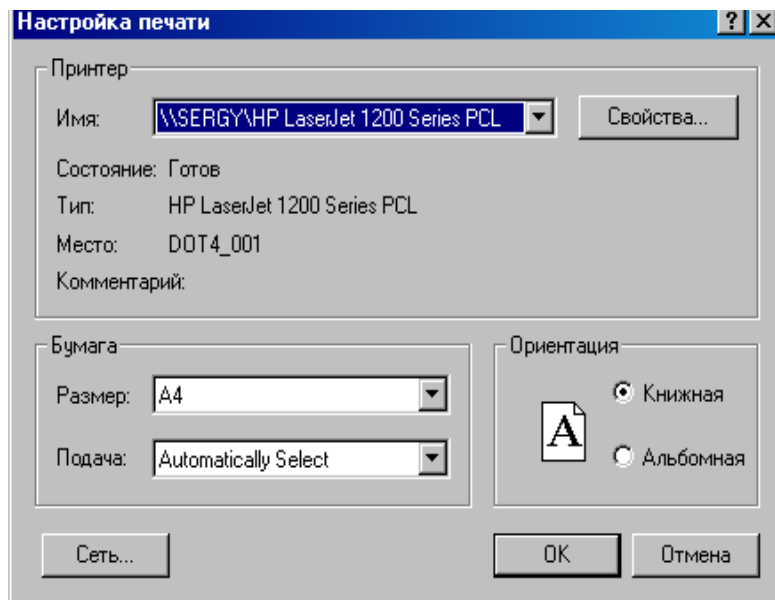 Настройка печати
Принтер
Имя: \\SERGY\HP LaserJet 1200 Series PCL Свойства...
Состояние: Готов
Тип: HP LaserJet 1200 Series PCL
Место: DOT4_001
Комментарий:
Бумага
Размер: A4
Подача: Automatically Select
Ориентация
A
Книжная
Альбомная
Сеть... OK Отмена